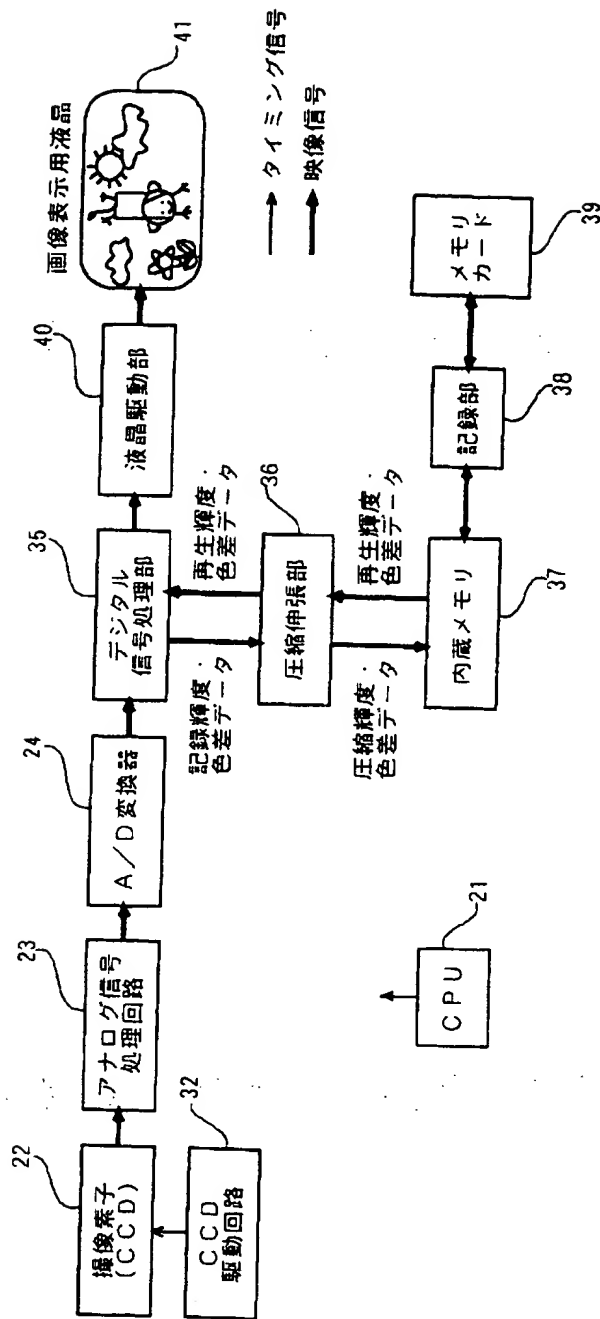 22
撮像素子
(CCD)
32
CCD
駆動回路
23
アナログ信号
処理回路
24
A/D変換器
35
デジタル
信号処理部
40
液晶駆動部
画像表示用液晶
41
記録輝度・
色差データ
再生輝度・
色差データ
36
圧縮伸張部
圧縮輝度・
色差データ
再生輝度・
色差データ
内蔵メモリ
37
記録部
38
メモリ
カード
39
CPU
21
タイミング信号
映像信号